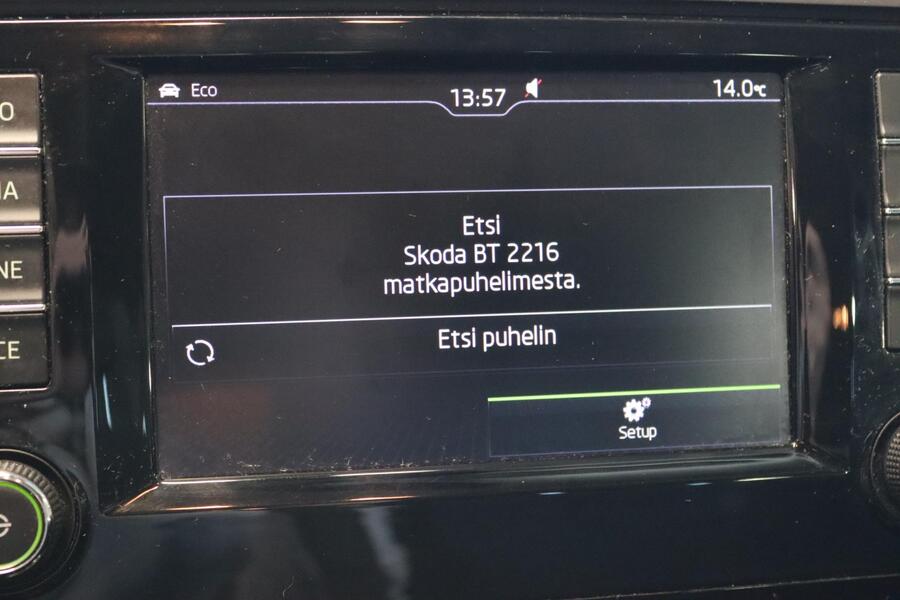 Eco
13:57
14.0°C
Etsi
Skoda BT 2216
matkapuhelimesta.
Etsi puhelin
Setup